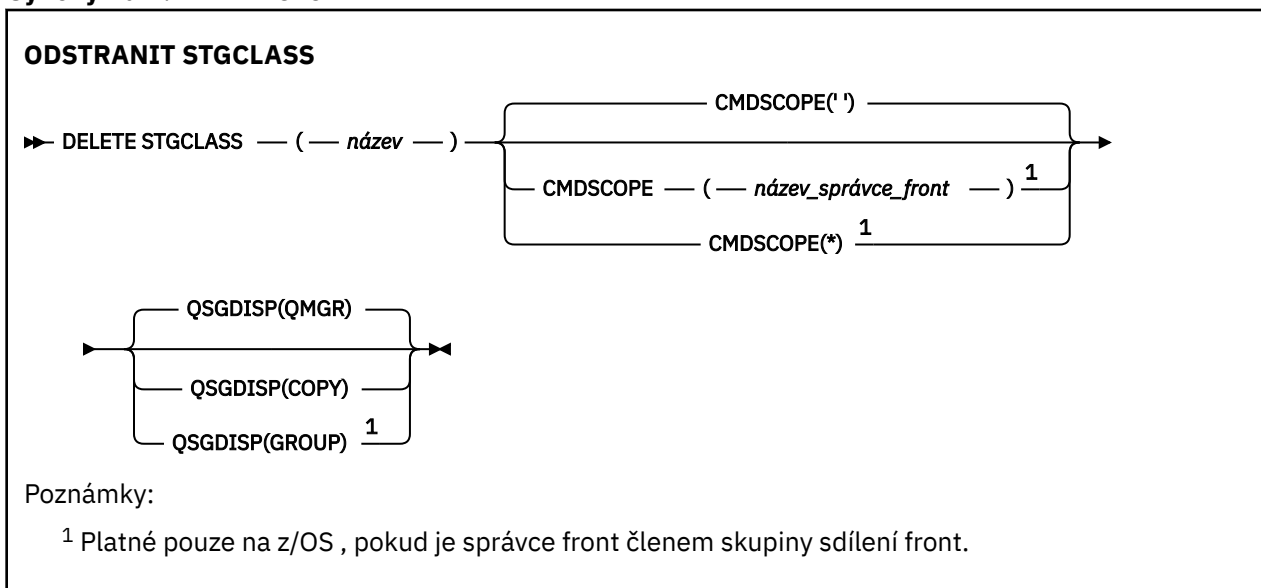 ODSTRANIT STGCLASS
CMDSCOPE(' ')
DELETE STGCLASS ( název )
CMDSCOPE ( název_správce_front ) 1
CMDSCOPE(*) 1
QSGDISP(QMGR)
QSGDISP(COPY)
QSGDISP(GROUP) 1
Poznámky:
1 Platné pouze na z/OS , pokud je správce front členem skupiny sdílení front.